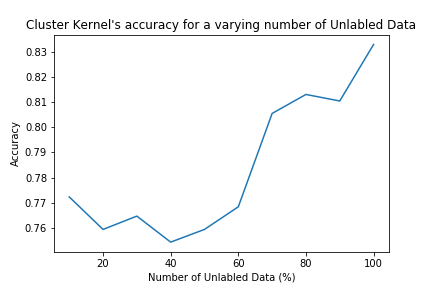 Cluster Kernel's accuracy for a varying number of Unlabled Data
0.83
0.82
0.81
0.80
0.79
0.78
0.77
0.76
Accuracy
20 40 60 80 100
Number of Unlabled Data (%)